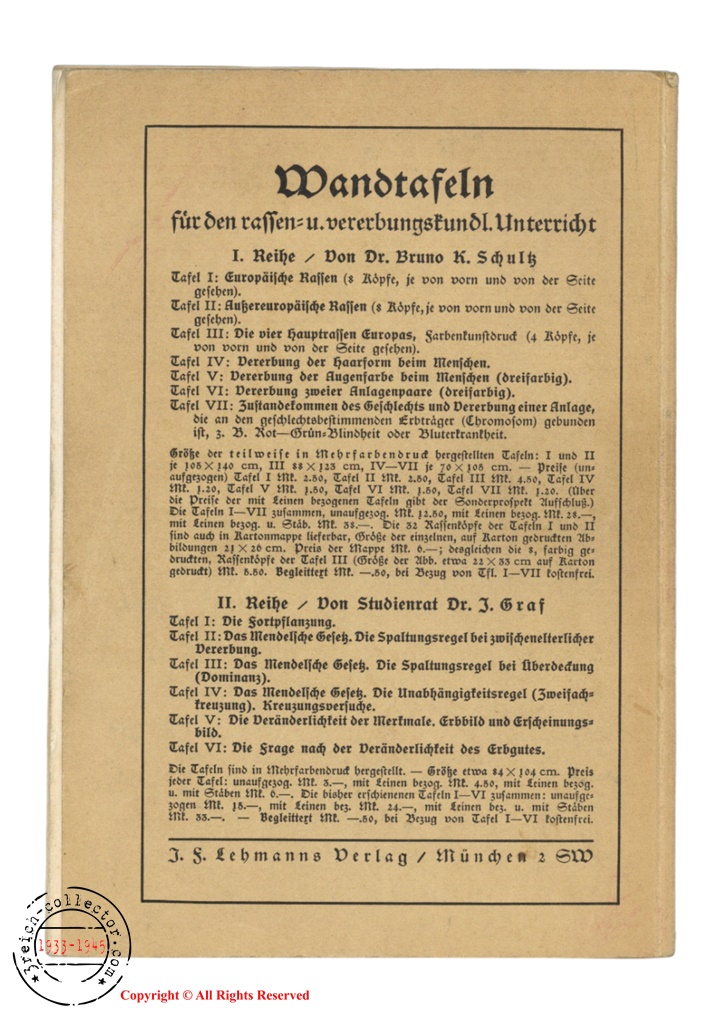 Wandtafeln
für den rassen- u. vererbungskundl. Unterricht
I. Reihe / Von Dr. Bruno K. Schultz
Tafel I: Europäische Rassen (8 Köpfe, je von vorn und von der Seite
gesehen).
Tafel II: Außereuropäische Rassen (8 Köpfe, je von vorn und von der Seite
gesehen).
Tafel III: Die vier Hauptrassen Europas, Farbenkunstdruck (4 Köpfe, je
von vorn und von der Seite gesehen).
Tafel IV: Vererbung der Haarform beim Menschen.
Tafel V: Vererbung der Augenfarbe beim Menschen (dreifarbig).
Tafel VI: Vererbung zweier Anlagenpaare (dreifarbig).
Tafel VII: Zustandekommen des Geschlechts und Vererbung einer Anlage,
die an den geschlechtsbestimmenden Erbträger (Chromosom) gebunden
ist, z. B. Rot—Grün-Blindheit oder Bluterkrankheit.
Größe der teilweise in Mehrfarbendruck hergestellten Tafeln: I und II
je 105 × 140 cm, III 88 × 123 cm, IV—VII je 70 × 105 cm. — Preise (un-
aufgezogen) Tafel I Mk. 2.50, Tafel II Mk. 2.50, Tafel III Mk. 4.50, Tafel IV
Mk. 1.20, Tafel V Mk. 1.50, Tafel VI Mk. 1.50, Tafel VII Mk. 1.20. (Über
die Preise der mit Leinen bezogenen Tafeln gibt der Sonderprospekt Aufschluß.)
Die Tafeln I—VII zusammen, unaufgezog. Mk. 12.50, mit Leinen bezog. Mk. 28.—,
mit Leinen bezog. u. Stäb. Mk. 38.—. Die 32 Rassenköpfe der Tafeln I und II
sind auch in Kartonmappe lieferbar, Größe der einzelnen, auf Karton gedruckten Ab-
bildungen 21 × 26 cm. Preis der Mappe Mk. 6.—; desgleichen die 8, farbig ge-
druckten, Rassenköpfe der Tafel III (Größe der Abb. etwa 22 × 33 cm auf Karton
gedruckt) Mk. 5.50. Begleittext Mk. —.50, bei Bezug von Tfl. I—VII kostenfrei.
II. Reihe / Von Studienrat Dr. J. Graf
Tafel I: Die Fortpflanzung.
Tafel II: Das Mendelsche Gesetz. Die Spaltungsregel bei zwischenelterlicher
Vererbung.
Tafel III: Das Mendelsche Gesetz. Die Spaltungsregel bei Überdeckung
(Dominanz).
Tafel IV: Das Mendelsche Gesetz. Die Unabhängigkeitsregel (Zweifach-
kreuzung). Kreuzungsversuche.
Tafel V: Die Veränderlichkeit der Merkmale. Erbbild und Erscheinungs-
bild.
Tafel VI: Die Frage nach der Veränderlichkeit des Erbgutes.
Die Tafeln sind in Mehrfarbendruck hergestellt. — Größe etwa 84 × 104 cm. Preis
jeder Tafel: unaufgezog. Mk. 3.—, mit Leinen bezog. Mk. 4.50, mit Leinen bezog.
u. mit Stäben Mk. 6.—. Die bisher erschienenen Tafeln I—VI zusammen: unaufge-
zogen Mk. 15.—, mit Leinen bez. Mk. 24.—, mit Leinen bez. u. mit Stäben
Mk. 33.—. — Begleittext Mk. —.50, bei Bezug von Tafel I—VI kostenfrei.
J. F. Lehmanns Verlag / München 2 SW
3reich-collector.com
1933-1945
Copyright © All Rights Reserved